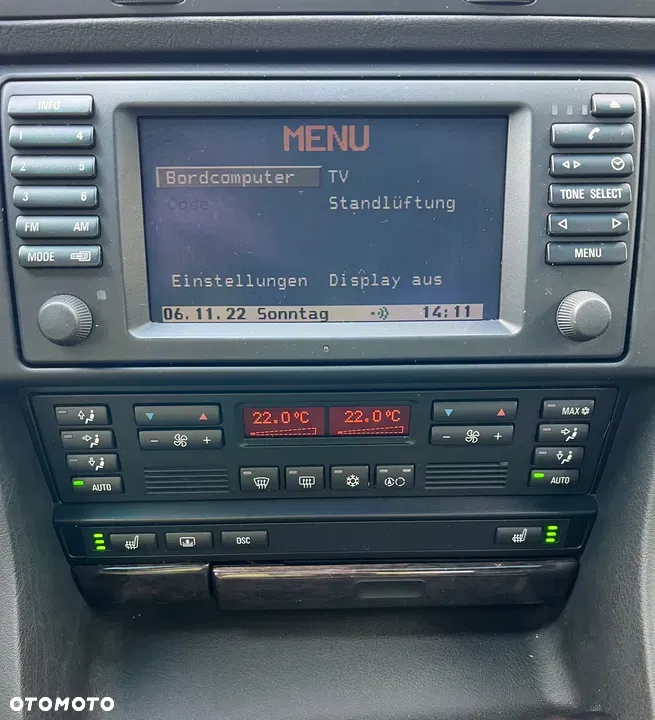 INFO
1 4
2 5
3 6
FM AM
MODE
MENU
Bordcomputer TV
Code Standlüftung
Einstellungen Display aus
06.11.22 Sonntag 14:11
TONE SELECT
MENU
22.0°C 22.0°C
MAX
AUTO
A
AUTO
DSC
OTOMOTO